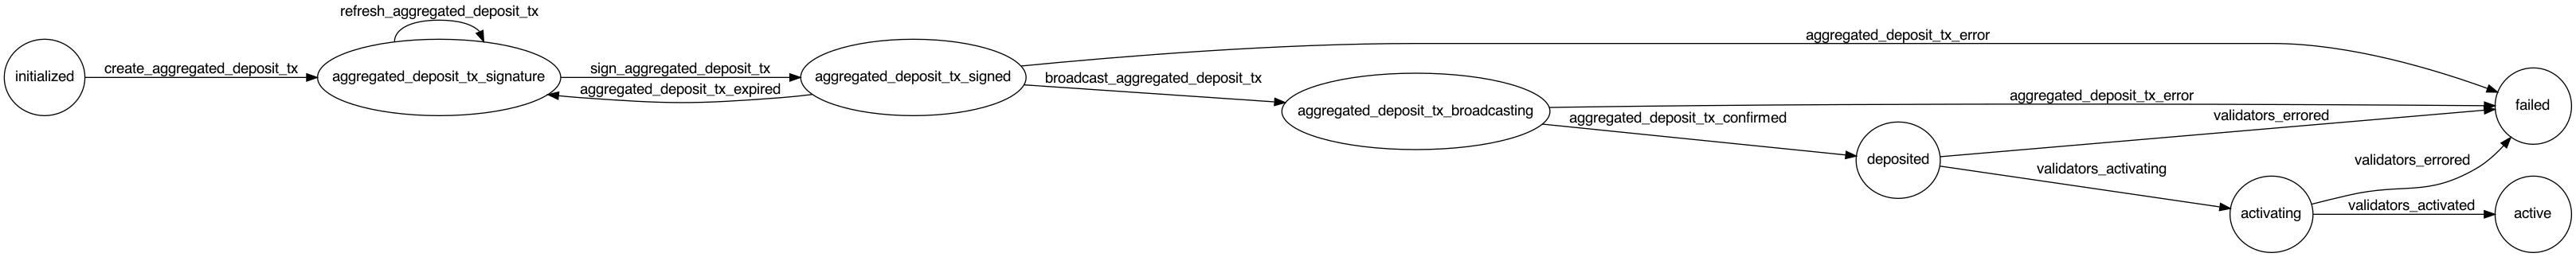 refresh_aggregated_deposit_tx
initialized
create_aggregated_deposit_tx
aggregated_deposit_tx_signature
sign_aggregated_deposit_tx
aggregated_deposit_tx_expired
aggregated_deposit_tx_signed
aggregated_deposit_tx_error
broadcast_aggregated_deposit_tx
aggregated_deposit_tx_broadcasting
aggregated_deposit_tx_error
aggregated_deposit_tx_confirmed
deposited
validators_errored
validators_activating
activating
validators_errored
validators_activated
failed
active